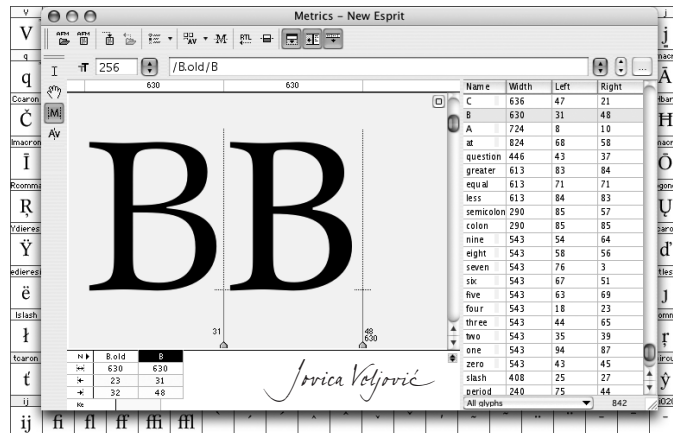 Metrics – New Esprit
256 /B.old/B
630 630
BB
31 48
630
B.old B
630 630
23 31
32 48
Jovica Veljović
Name Width Left Right
C 636 47 21
B 630 31 48
A 724 8 10
at 824 68 58
question 446 43 37
greater 613 83 84
equal 613 71 71
less 613 84 83
semicolon 290 85 57
colon 290 85 85
nine 543 54 64
eight 543 58 56
seven 543 76 3
six 543 67 51
five 543 63 69
four 543 18 23
three 543 44 65
two 543 35 39
one 543 94 87
zero 543 43 45
slash 408 25 27
period 240 75 44
All glyphs 842
V
V
q
q
Ccaron
Č
Imacron
Ī
Ŗ
Ÿ
ë
lslash
ł
tcaron
ť
ij
ij fi fl ff ffi ffl
j
Ā
Ħ
Ō
Ų
ŗ
ŷ